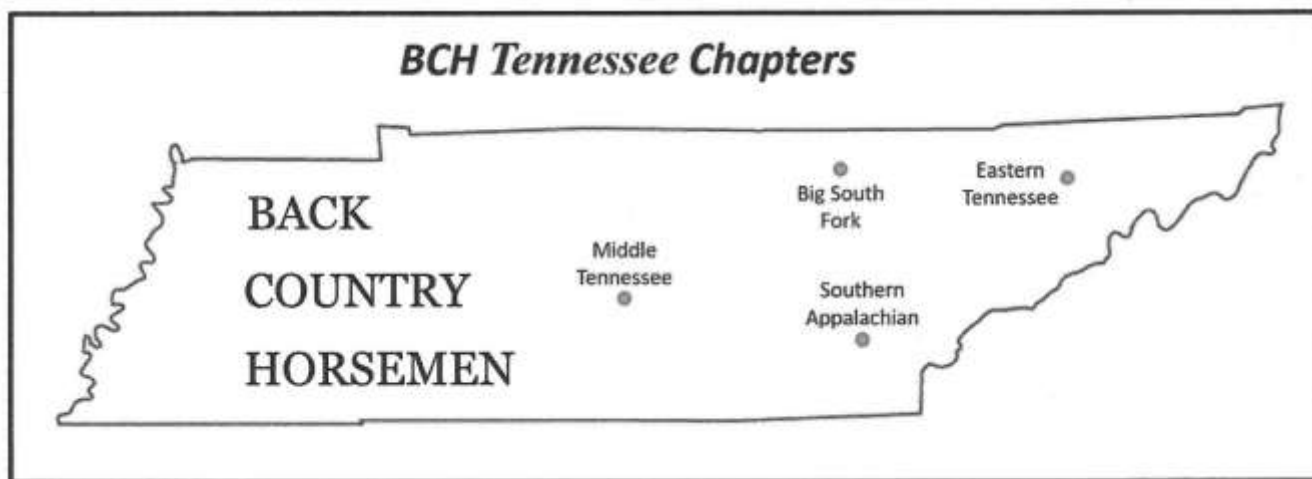 BCH Tennessee Chapters
BACK
COUNTRY
HORSEMEN
Middle
Tennessee
Big South
Fork
Southern
Appalachian
Eastern
Tennessee